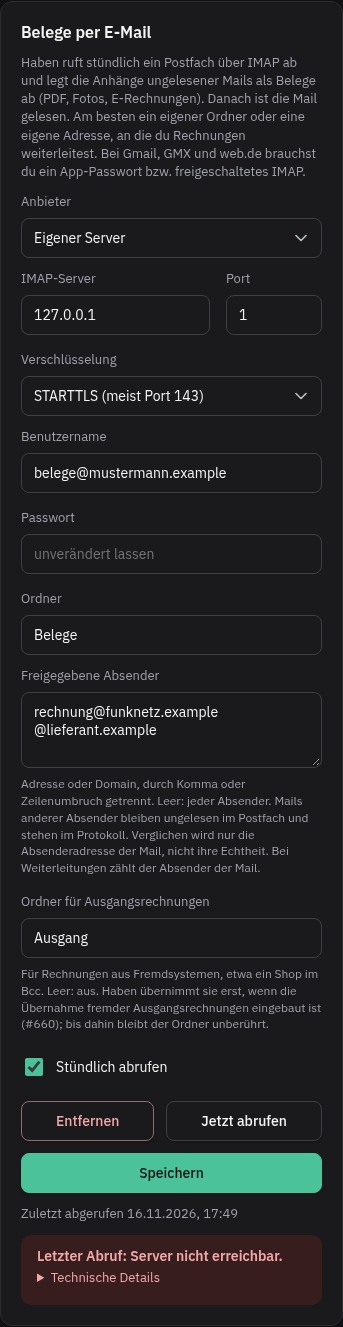 Belege per E-Mail
Haben ruft stündlich ein Postfach über IMAP ab
und legt die Anhänge ungelesener Mails als Belege
ab (PDF, Fotos, E-Rechnungen). Danach ist die Mail
gelesen. Am besten ein eigener Ordner oder eine
eigene Adresse, an die du Rechnungen
weiterleitest. Bei Gmail, GMX und web.de brauchst
du ein App-Passwort bzw. freigeschaltetes IMAP.
Anbieter
Eigener Server
IMAP-Server
Port
127.0.0.1
1
Verschlüsselung
STARTTLS (meist Port 143)
Benutzername
belege@mustermann.example
Passwort
unverändert lassen
Ordner
Belege
Freigegebene Absender
rechnung@funknetz.example
@lieferant.example
Adresse oder Domain, durch Komma oder
Zeilenumbruch getrennt. Leer: jeder Absender. Mails
anderer Absender bleiben ungelesen im Postfach und
stehen im Protokoll. Verglichen wird nur die
Absenderadresse der Mail, nicht ihre Echtheit. Bei
Weiterleitungen zählt der Absender der Mail.
Ordner für Ausgangsrechnungen
Ausgang
Für Rechnungen aus Fremdsystemen, etwa ein Shop im
Bcc. Leer: aus. Haben übernimmt sie erst, wenn die
Übernahme fremder Ausgangsrechnungen eingebaut ist
(#660); bis dahin bleibt der Ordner unberührt.
Stündlich abrufen
Entfernen
Jetzt abrufen
Speichern
Zuletzt abgerufen 16.11.2026, 17:49
Letzter Abruf: Server nicht erreichbar.
Technische Details